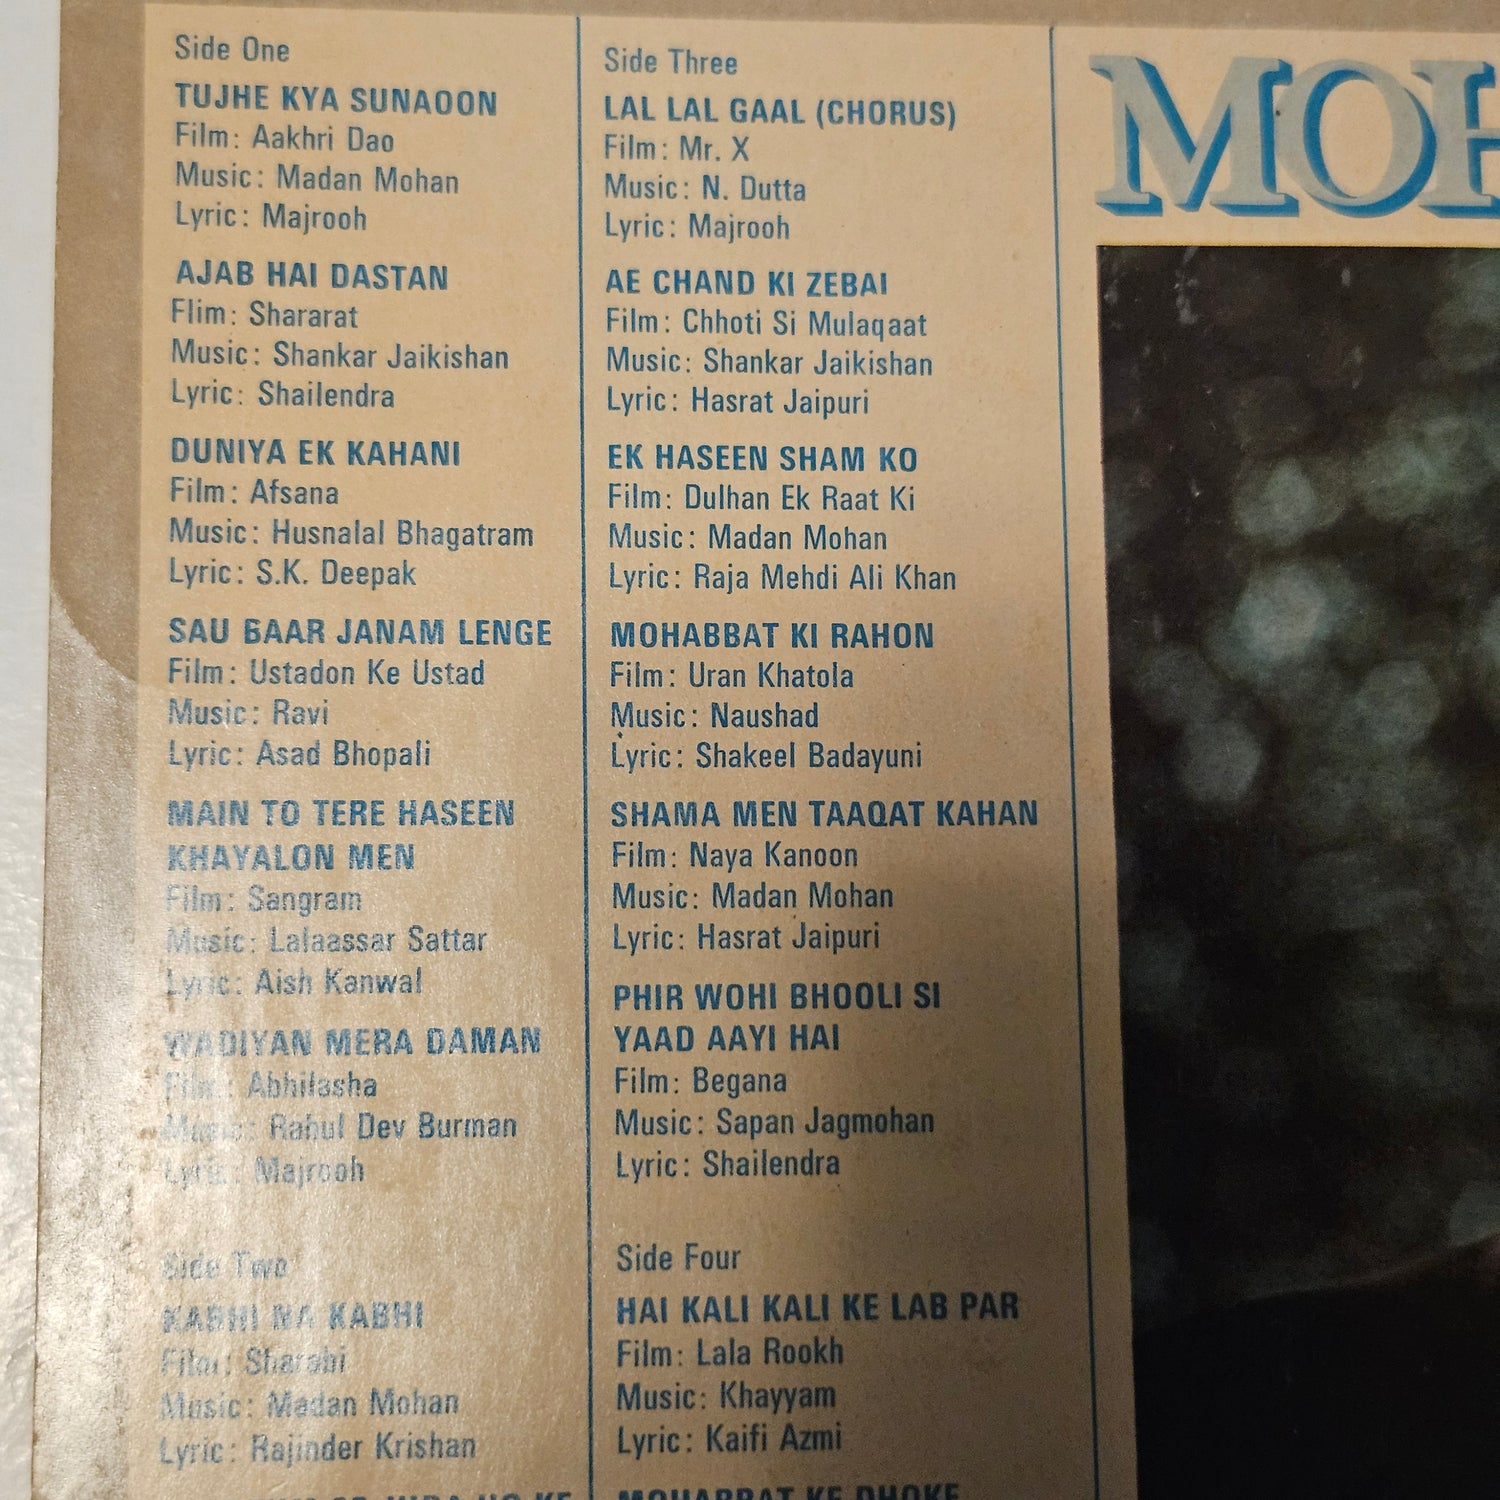 Side One
TUJHE KYA SUNAOON
Film: Aakhri Dao
Music: Madan Mohan
Lyric: Majrooh
AJAB HAI DASTAN
Flim: Shararat
Music: Shankar Jaikishan
Lyric: Shailendra
DUNIYA EK KAHANI
Film: Afsana
Music: Husnalal Bhagatram
Lyric: S.K. Deepak
SAU BAAR JANAM LENGE
Film: Ustadon Ke Ustad
Music: Ravi
Lyric: Asad Bhopali
MAIN TO TERE HASEEN
KHAYALON MEN
Film: Sangram
Music: Lalaassar Sattar
Lyric: Aish Kanwal
WADIYAN MERA DAMAN
Film: Abhilasha
Music: Rahul Dev Burman
Lyric: Majrooh
Side Two
KABHI NA KABHI
Film: Sharabi
Music: Madan Mohan
Lyric: Rajinder Krishan
Side Three
LAL LAL GAAL (CHORUS)
Film: Mr. X
Music: N. Dutta
Lyric: Majrooh
AE CHAND KI ZEBAI
Film: Chhoti Si Mulaqaat
Music: Shankar Jaikishan
Lyric: Hasrat Jaipuri
EK HASEEN SHAM KO
Film: Dulhan Ek Raat Ki
Music: Madan Mohan
Lyric: Raja Mehdi Ali Khan
MOHABBAT KI RAHON
Film: Uran Khatola
Music: Naushad
Lyric: Shakeel Badayuni
SHAMA MEN TAAQAT KAHAN
Film: Naya Kanoon
Music: Madan Mohan
Lyric: Hasrat Jaipuri
PHIR WOHI BHOOLI SI
YAAD AAYI HAI
Film: Begana
Music: Sapan Jagmohan
Lyric: Shailendra
Side Four
HAI KALI KALI KE LAB PAR
Film: Lala Rookh
Music: Khayyam
Lyric: Kaifi Azmi
MOHABBAT KE DHOKE
MOH